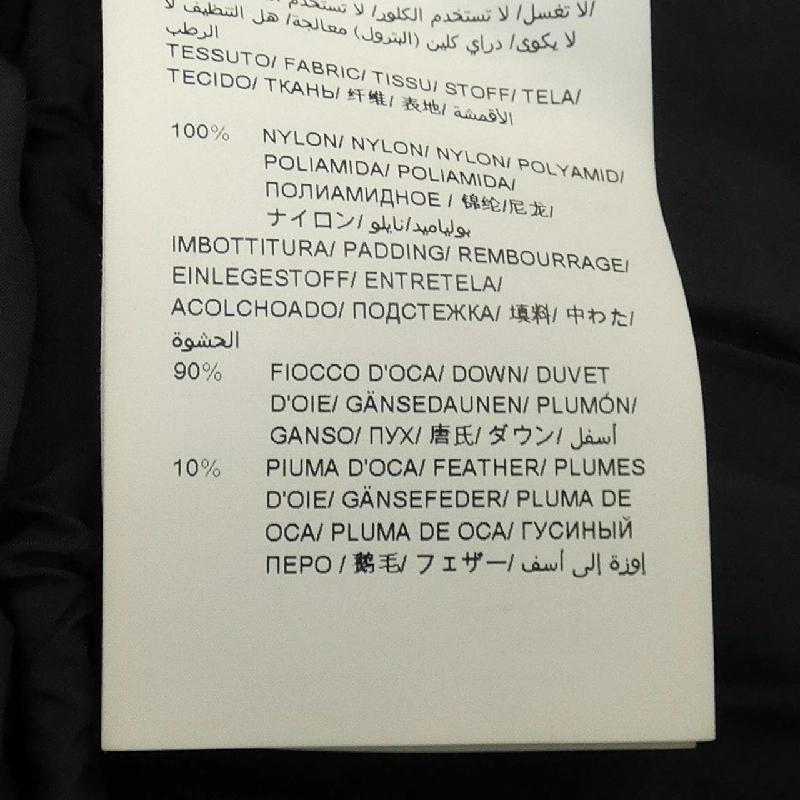 الا تغسل/ لا تستخدم الكلور/ لا تستخدم
لا يكوى/ دراي كلين (البترول) معالجة/ هل التنظيف لا
الرطب
TESSUTO/ FABRIC/ TISSU/ STOFF/ TELA/
TECIDO/ ТКАНЬ/ 纤维/ 表地/ الأقمشة
100% NYLON/ NYLON/ NYLON/ POLYAMID/
POLIAMIDA/ POLIAMIDA/
ПОЛИАМИДНОЕ / 锦纶/尼龙/
ナイロン/ بولياميد/نايلو
IMBOTTITURA/ PADDING/ REMBOURRAGE/
EINLEGESTOFF/ ENTRETELA/
ACOLCHOADO/ ПОДСТЕЖКА/ 填料/ 中わた/
الحشوة
90% FIOCCO D'OCA/ DOWN/ DUVET
D'OIE/ GÄNSEDAUNEN/ PLUMÓN/
GANSO/ ПУХ/ 唐氏/ ダウン/ أسفل
10% PIUMA D'OCA/ FEATHER/ PLUMES
D'OIE/ GÄNSEFEDER/ PLUMA DE
OCA/ PLUMA DE OCA/ ГУСИНЫЙ
ПЕРО / 鹅毛/ フェザー/ إوزة إلى أسف